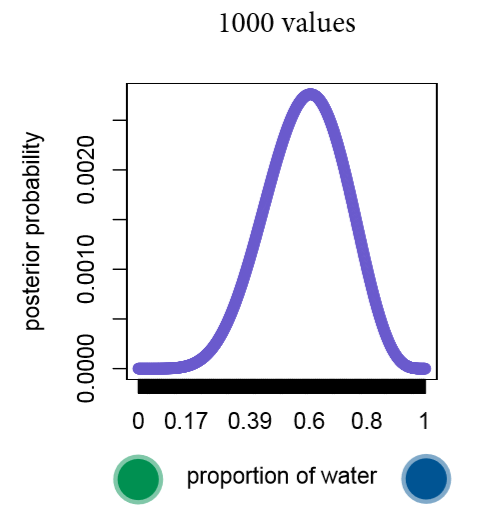 1000 values
posterior probability
0.0020
0.0010
0.0000
0 0.17 0.39 0.6 0.8 1
proportion of water